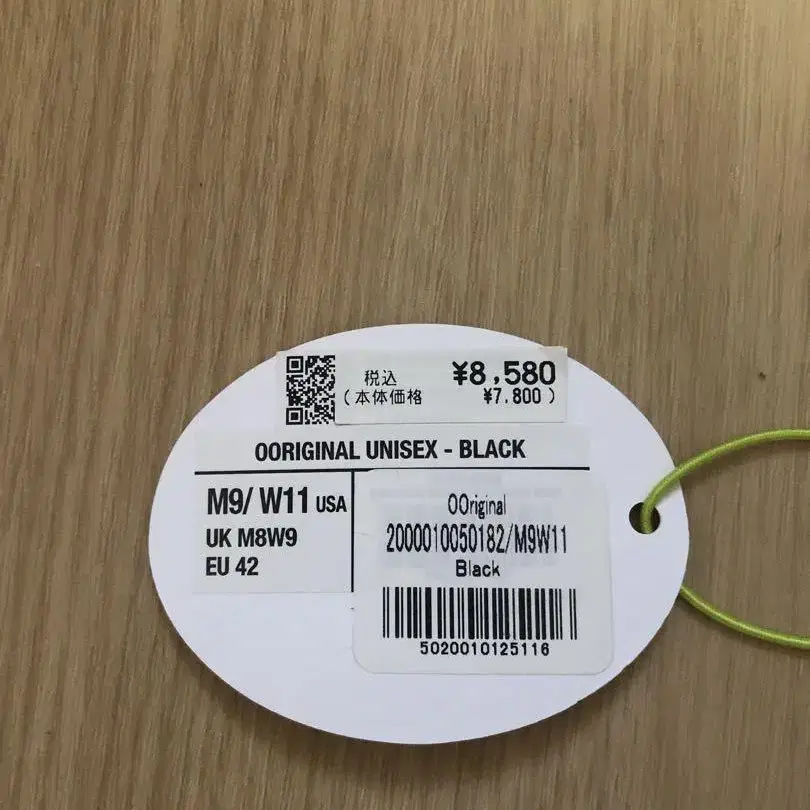 税込 ¥8,580
(本体価格 ¥7,800)
OORIGINAL UNISEX - BLACK
M9/ W11 USA
UK M8W9
EU 42
OOriginal
2000010050182/M9W11
Black
5020010125116